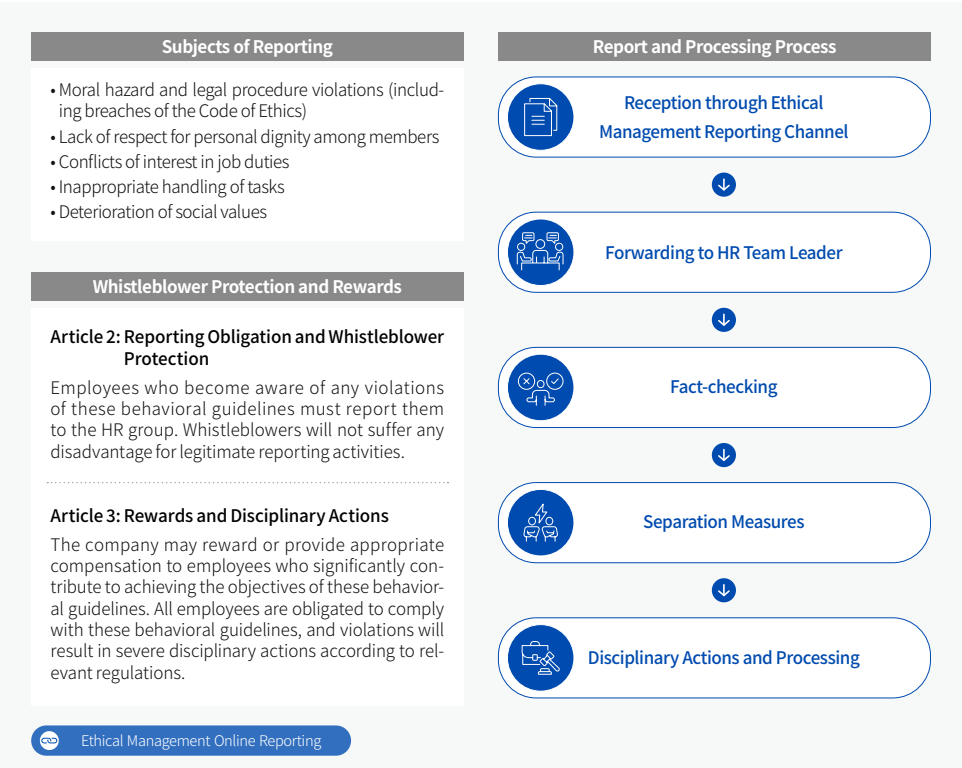 Subjects of Reporting
• Moral hazard and legal procedure violations (includ-
ing breaches of the Code of Ethics)
• Lack of respect for personal dignity among members
• Conflicts of interest in job duties
• Inappropriate handling of tasks
• Deterioration of social values
Whistleblower Protection and Rewards
Article 2: Reporting Obligation and Whistleblower
Protection
Employees who become aware of any violations
of these behavioral guidelines must report them
to the HR group. Whistleblowers will not suffer any
disadvantage for legitimate reporting activities.
Article 3: Rewards and Disciplinary Actions
The company may reward or provide appropriate
compensation to employees who significantly con-
tribute to achieving the objectives of these behavior-
al guidelines. All employees are obligated to comply
with these behavioral guidelines, and violations will
result in severe disciplinary actions according to rel-
evant regulations.
Ethical Management Online Reporting
Report and Processing Process
Reception through Ethical
Management Reporting Channel
Forwarding to HR Team Leader
Fact-checking
Separation Measures
Disciplinary Actions and Processing